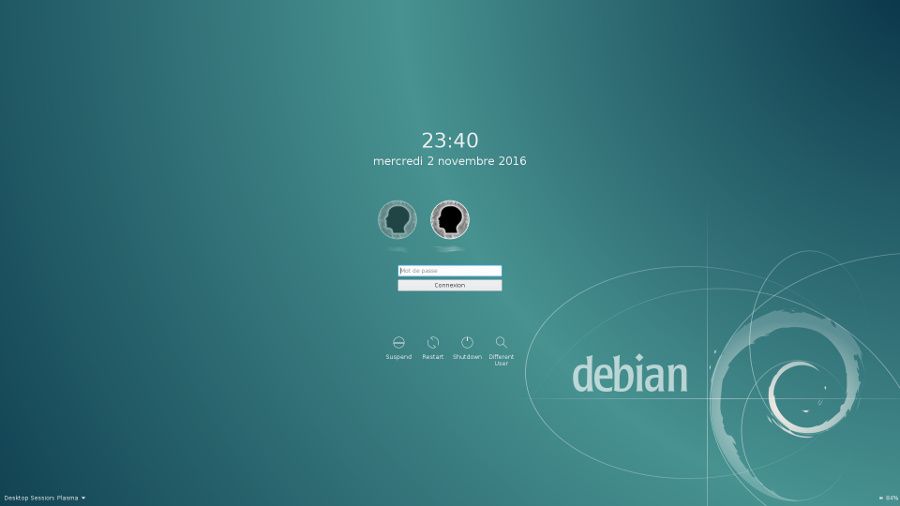 23:40
mercredi 2 novembre 2016
Mot de passe
Connexion
Suspend
Restart
Shutdown
Different
User
debian
Desktop Session: Plasma
84%